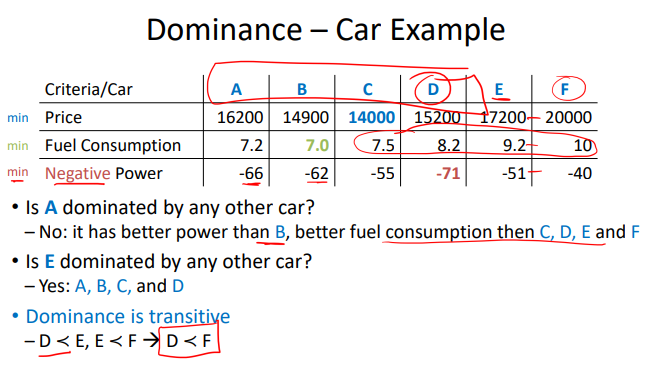 Dominance – Car Example
Criteria/Car A B C D E F
min Price 16200 14900 14000 15200 17200 20000
min Fuel Consumption 7.2 7.0 7.5 8.2 9.2 10
min Negative Power -66 -62 -55 -71 -51 -40
• Is A dominated by any other car?
– No: it has better power than B, better fuel consumption then C, D, E and F
• Is E dominated by any other car?
– Yes: A, B, C, and D
• Dominance is transitive
– D ≺ E, E ≺ F → D ≺ F